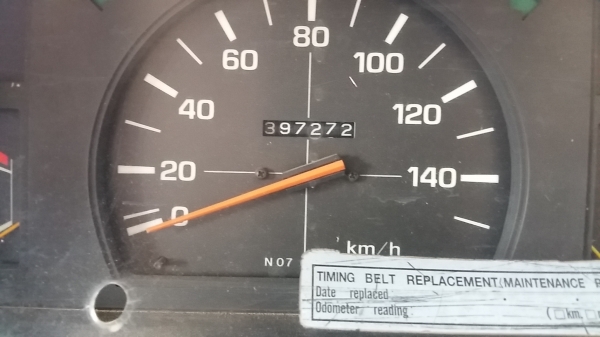 80
60
100
40
120
397272
20
140
0
km/h
N07
TIMING BELT REPLACEMENT/MAINTENANCE
Date replaced
Odometer reading
( □km, □